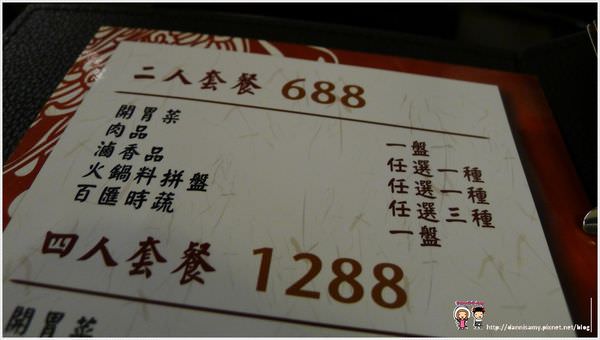 二人套餐 688
開胃菜 一盤
肉品 任選一種
滷香品 任選一種
火鍋料拼盤 任選三種
百匯時蔬 一盤
四人套餐 1288
開胃菜
http://dannisamy.pixnet.net/blog